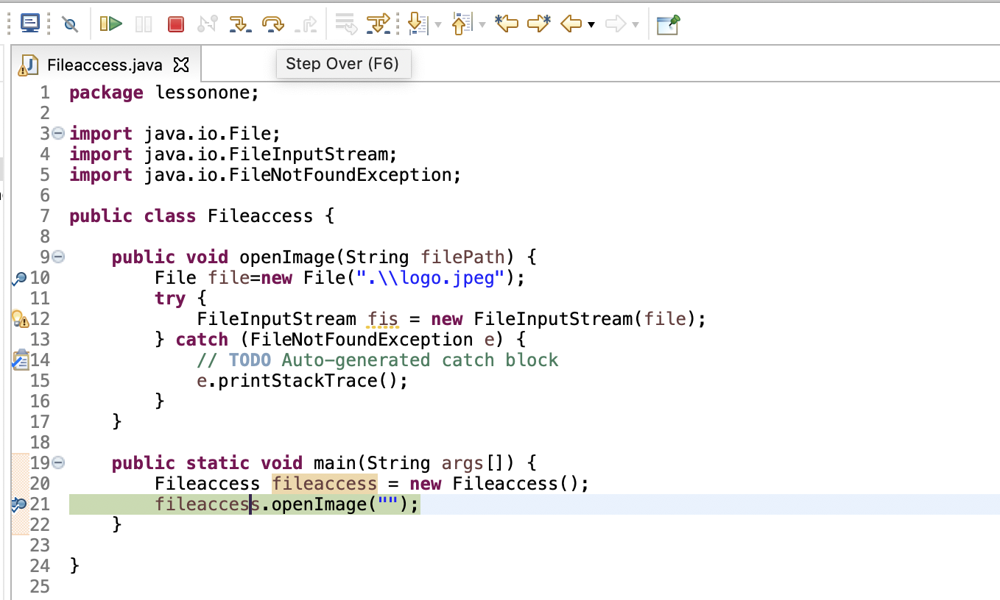 Fileaccess.java
Step Over (F6)
1 package lessonone;
2
3 import java.io.File;
4 import java.io.FileInputStream;
5 import java.io.FileNotFoundException;
6
7 public class Fileaccess {
8
9 public void openImage(String filePath) {
10 File file=new File(".\\logo.jpeg");
11 try {
12 FileInputStream fis = new FileInputStream(file);
13 } catch (FileNotFoundException e) {
14 // TODO Auto-generated catch block
15 e.printStackTrace();
16 }
17 }
18
19 public static void main(String args[]) {
20 Fileaccess fileaccess = new Fileaccess();
21 fileaccess.openImage("");
22 }
23
24 }
25